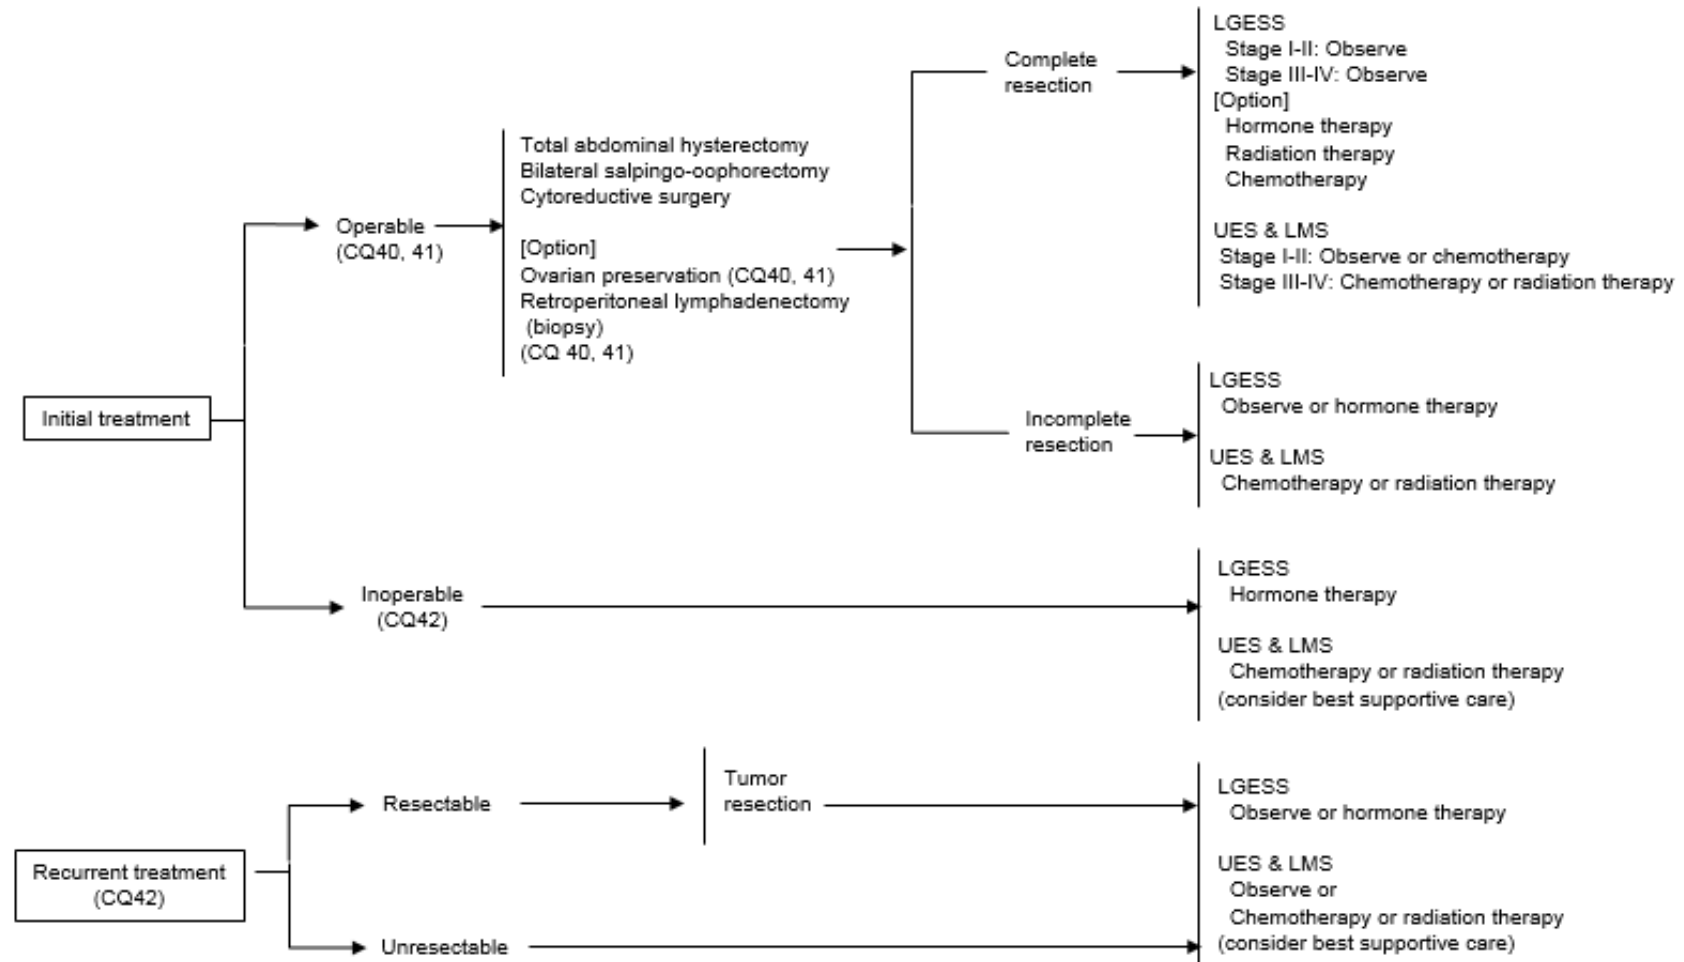 Initial treatment
Operable
(CQ40, 41)
Total abdominal hysterectomy
Bilateral salpingo-oophorectomy
Cytoreductive surgery
[Option]
Ovarian preservation (CQ40, 41)
Retroperitoneal lymphadenectomy
(biopsy)
(CQ 40, 41)
Complete
resection
LGESS
Stage I-II: Observe
Stage III-IV: Observe
[Option]
Hormone therapy
Radiation therapy
Chemotherapy
UES & LMS
Stage I-II: Observe or chemotherapy
Stage III-IV: Chemotherapy or radiation therapy
Incomplete
resection
LGESS
Observe or hormone therapy
UES & LMS
Chemotherapy or radiation therapy
Inoperable
(CQ42)
LGESS
Hormone therapy
UES & LMS
Chemotherapy or radiation therapy
(consider best supportive care)
Recurrent treatment
(CQ42)
Resectable
Tumor
resection
Unresectable
LGESS
Observe or hormone therapy
UES & LMS
Observe or
Chemotherapy or radiation therapy
(consider best supportive care)